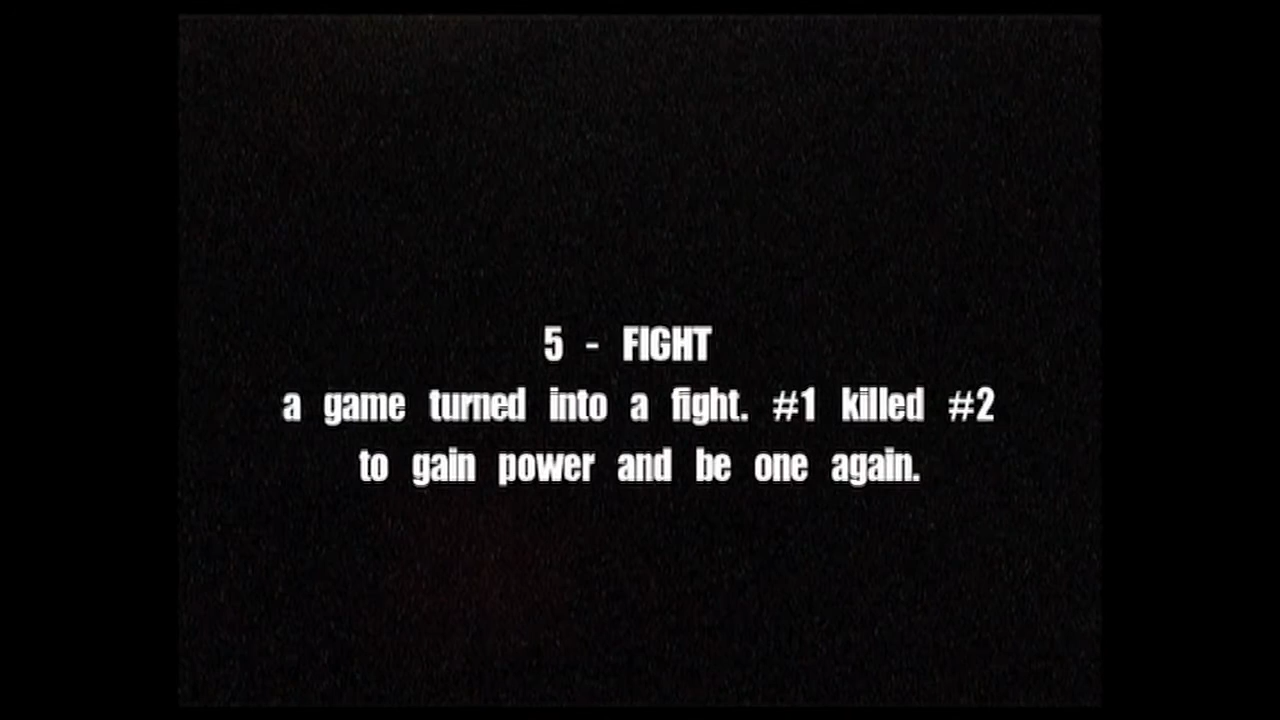 5 - FIGHT
a game turned into a fight. #1 killed #2
to gain power and be one again.